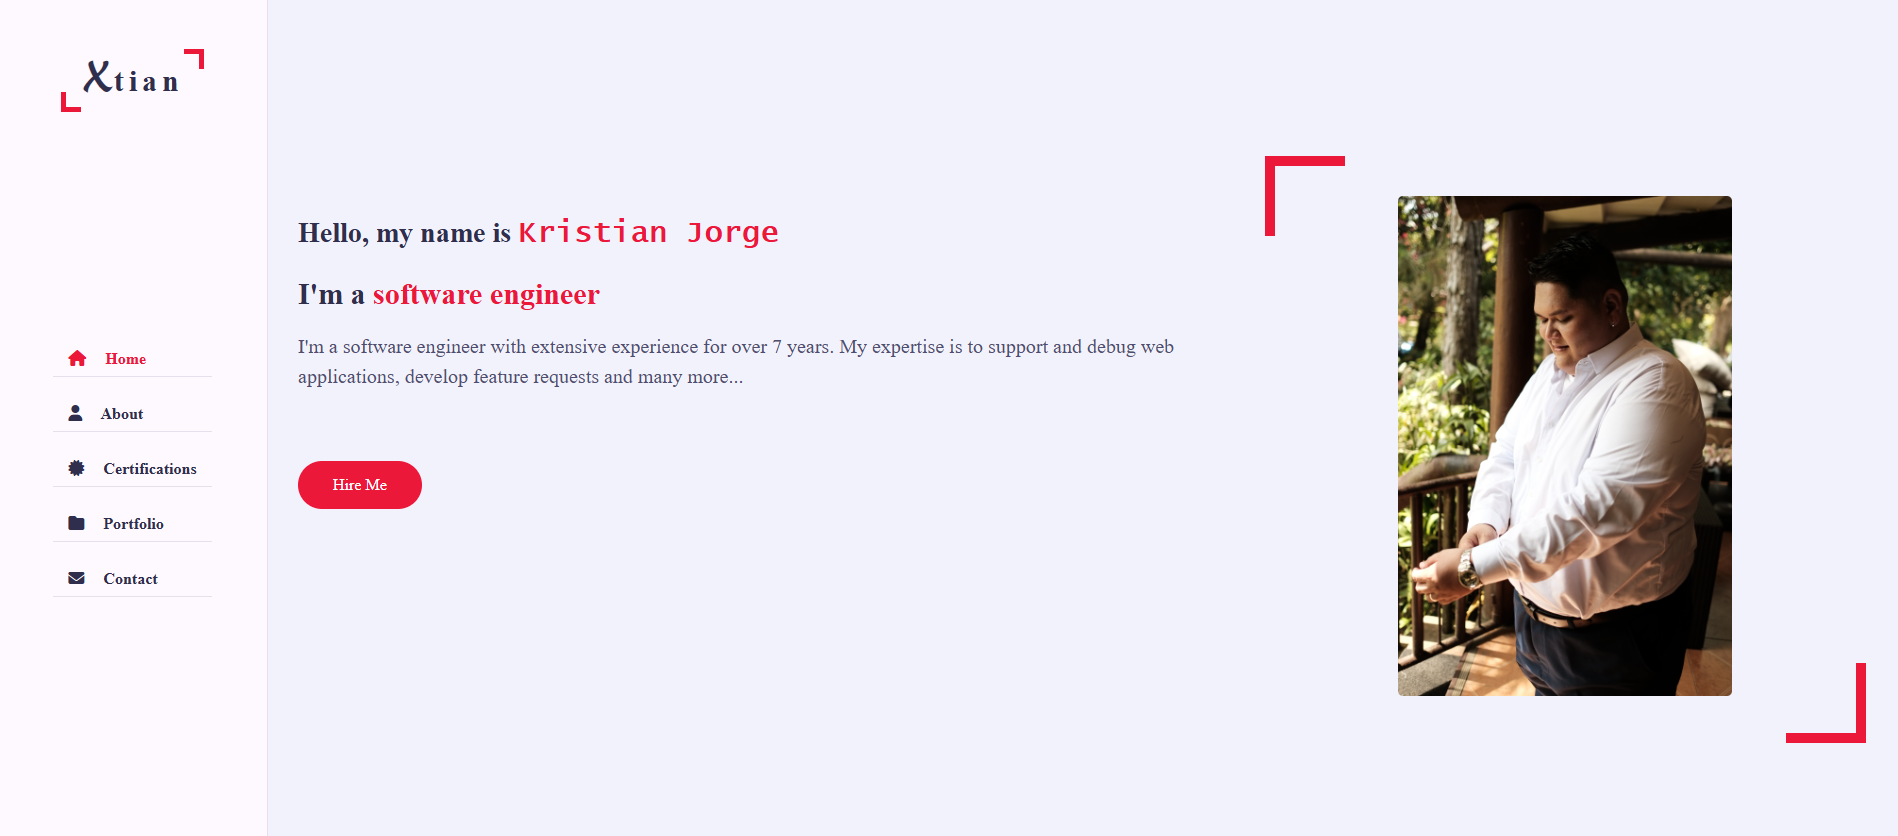 Xtian
Home
About
Certifications
Portfolio
Contact
Hello, my name is Kristian Jorge
I'm a software engineer
I'm a software engineer with extensive experience for over 7 years. My expertise is to support and debug web
applications, develop feature requests and many more...
Hire Me